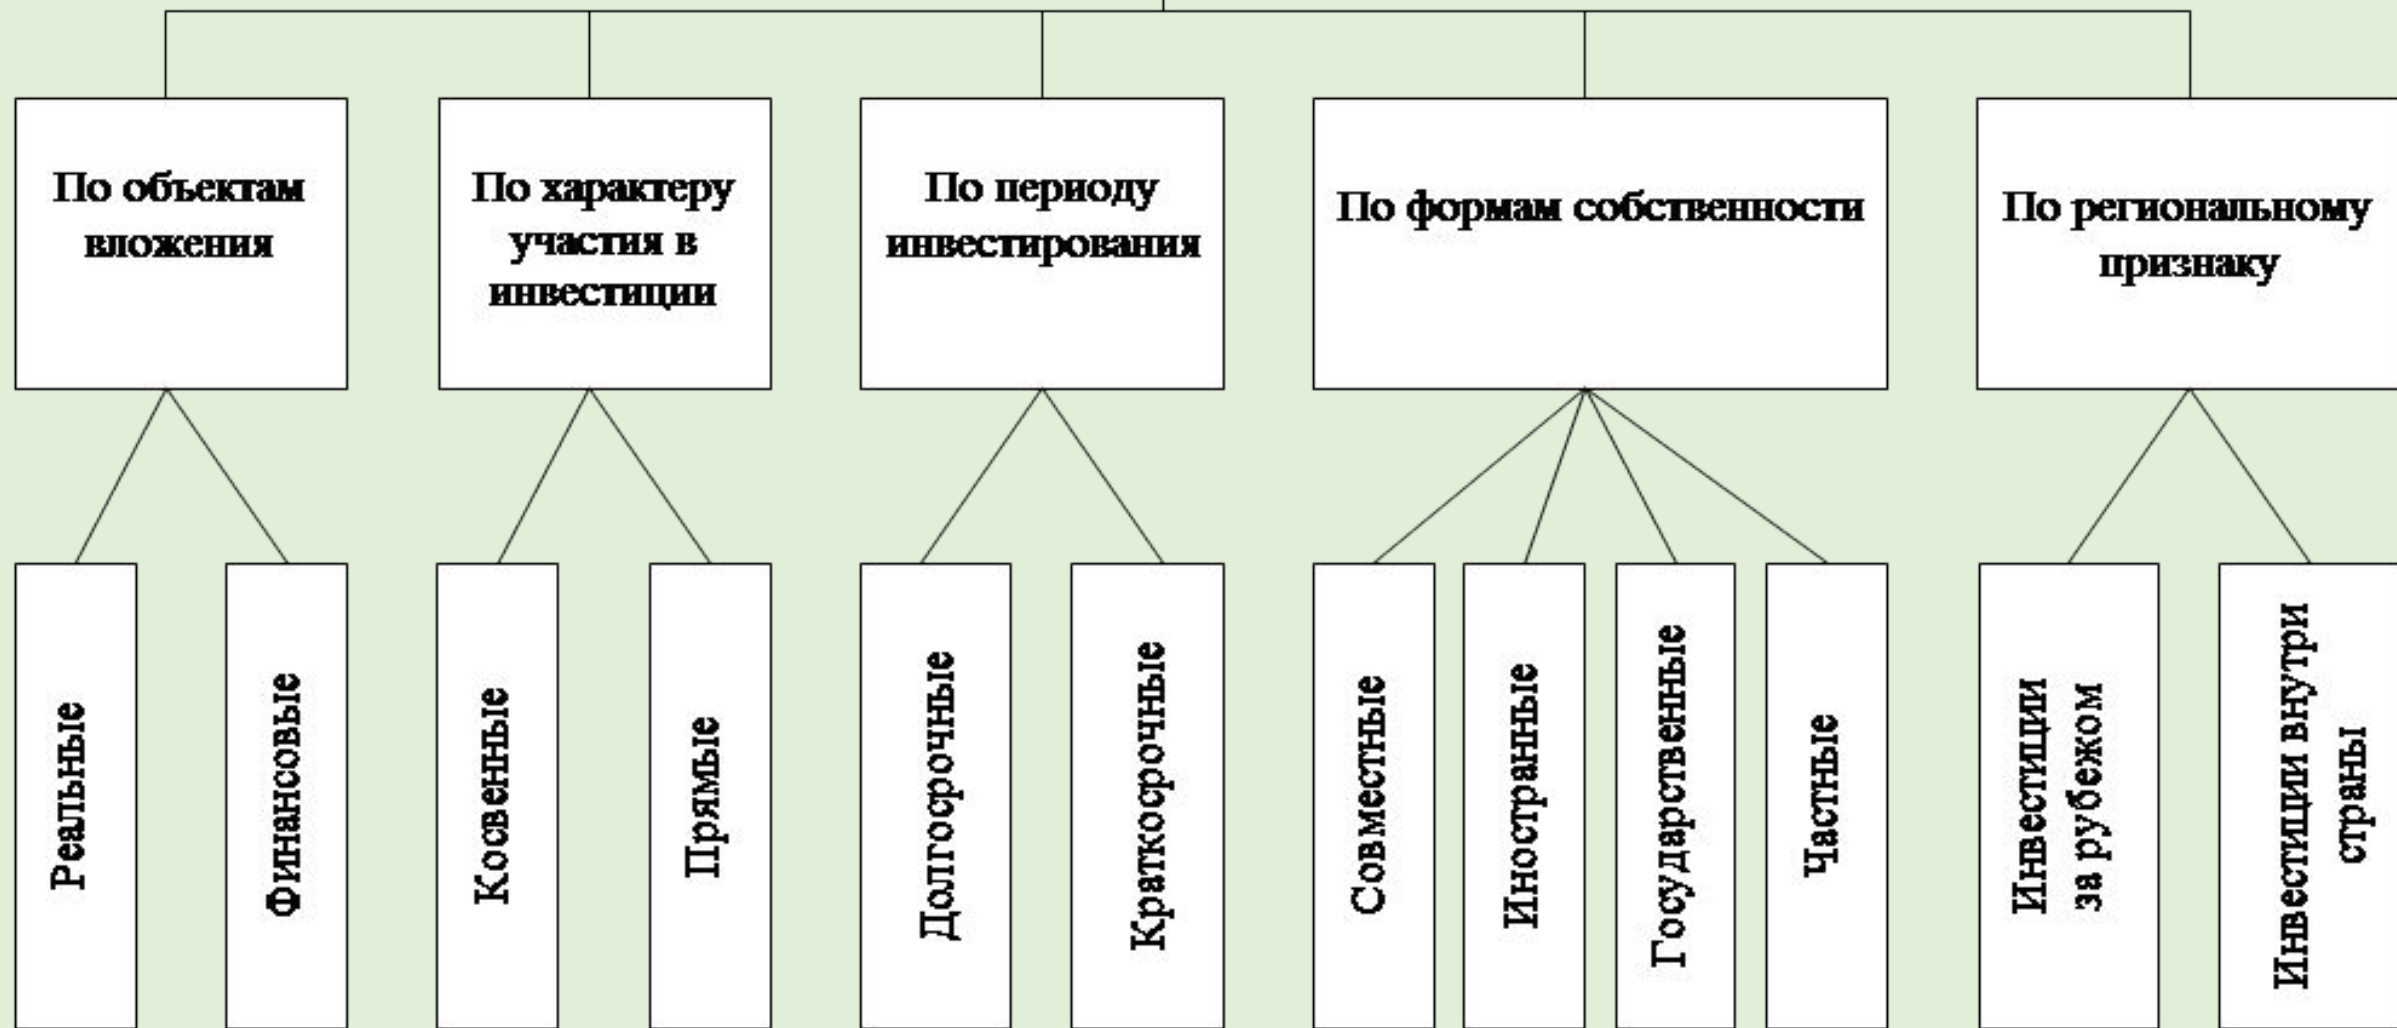 По объектам
вложения
По характеру
участия в
инвестиции
По периоду
инвестирования
По формам собственности
По региональному
признаку
Реальные
Финансовые
Косвенные
Прямые
Долгосрочные
Краткосрочные
Совместные
Иностранные
Государственные
Частные
Инвестиции
за рубежом
Инвестиции внутри
страны